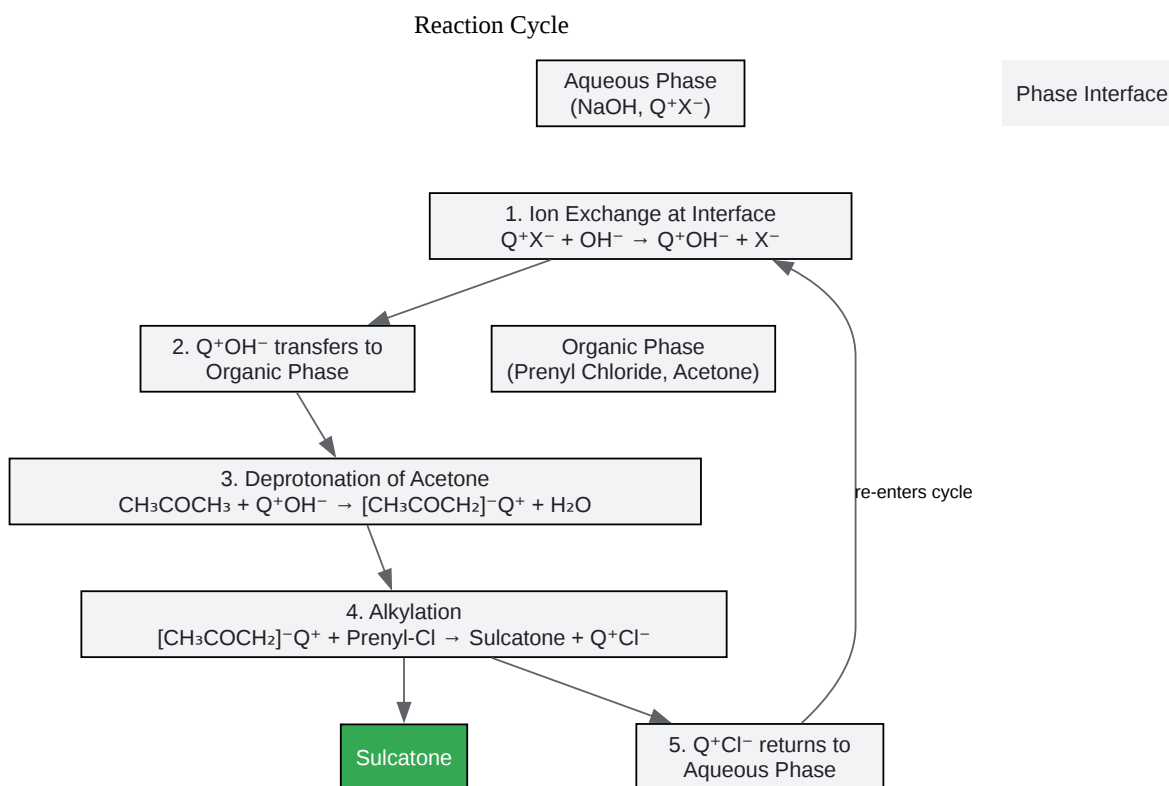 Reaction Cycle
Aqueous Phase
(NaOH, Q⁺X⁻)
Phase Interface
1. Ion Exchange at Interface
Q⁺X⁻ + OH⁻ → Q⁺OH⁻ + X⁻
2. Q⁺OH⁻ transfers to
Organic Phase
Organic Phase
(Prenyl Chloride, Acetone)
3. Deprotonation of Acetone
CH₃COCH₃ + Q⁺OH⁻ → [CH₃COCH₂]⁻Q⁺ + H₂O
re-enters cycle
4. Alkylation
[CH₃COCH₂]⁻Q⁺ + Prenyl-Cl → Sulcatone + Q⁺Cl⁻
Sulcatone
5. Q⁺Cl⁻ returns to
Aqueous Phase